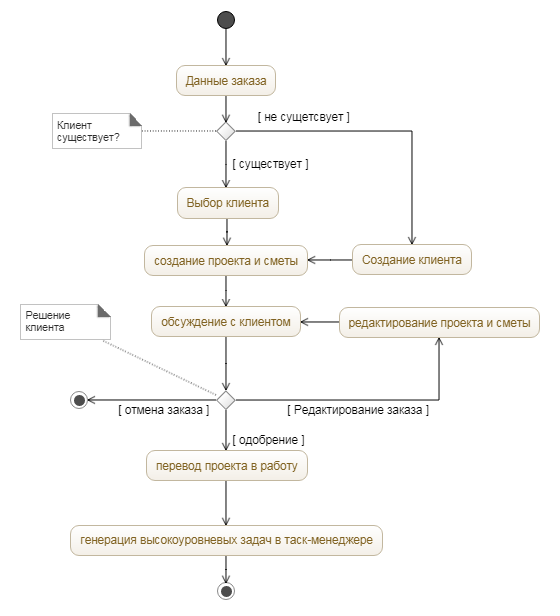 Данные заказа
[ не сущетсвует ]
Клиент
существует?
[ существует ]
Выбор клиента
создание проекта и сметы
Создание клиента
Решение
клиента
обсуждение с клиентом
редактирование проекта и сметы
[ отмена заказа ]
[ Редактирование заказа ]
[ одобрение ]
перевод проекта в работу
генерация высокоуровневых задач в таск-менеджере